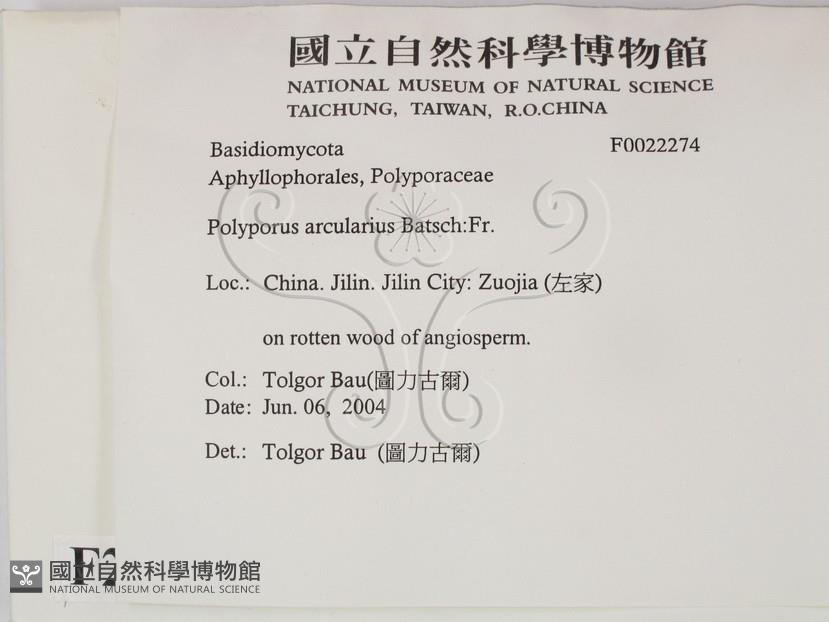 國立自然科學博物館
NATIONAL MUSEUM OF NATURAL SCIENCE
TAICHUNG, TAIWAN, R.O.CHINA
Basidiomycota F0022274
Aphyllophorales, Polyporaceae
Polyporus arcularius Batsch:Fr.
Loc.: China. Jilin. Jilin City: Zuojia (左家)
on rotten wood of angiosperm.
Col.: Tolgor Bau(圖力古爾)
Date: Jun. 06, 2004
Det.: Tolgor Bau (圖力古爾)
國立自然科學博物館
NATIONAL MUSEUM OF NATURAL SCIENCE